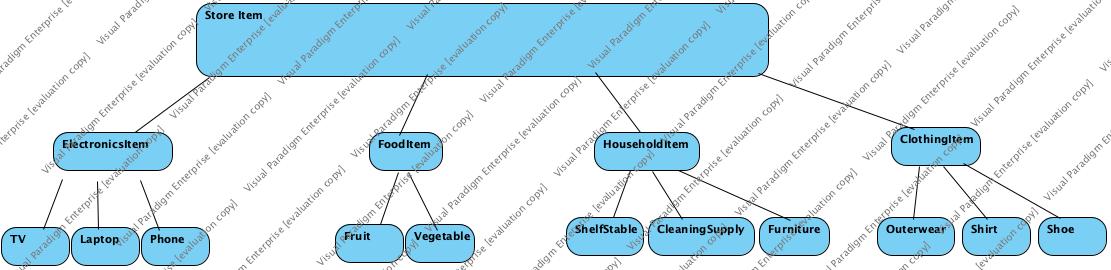 Store Item
ElectronicsItem
FoodItem
HouseholdItem
ClothingItem
TV
Laptop
Phone
Fruit
Vegetable
ShelfStable
CleaningSupply
Furniture
Outerwear
Shirt
Shoe
Visual Paradigm Enterprise [evaluation copy]